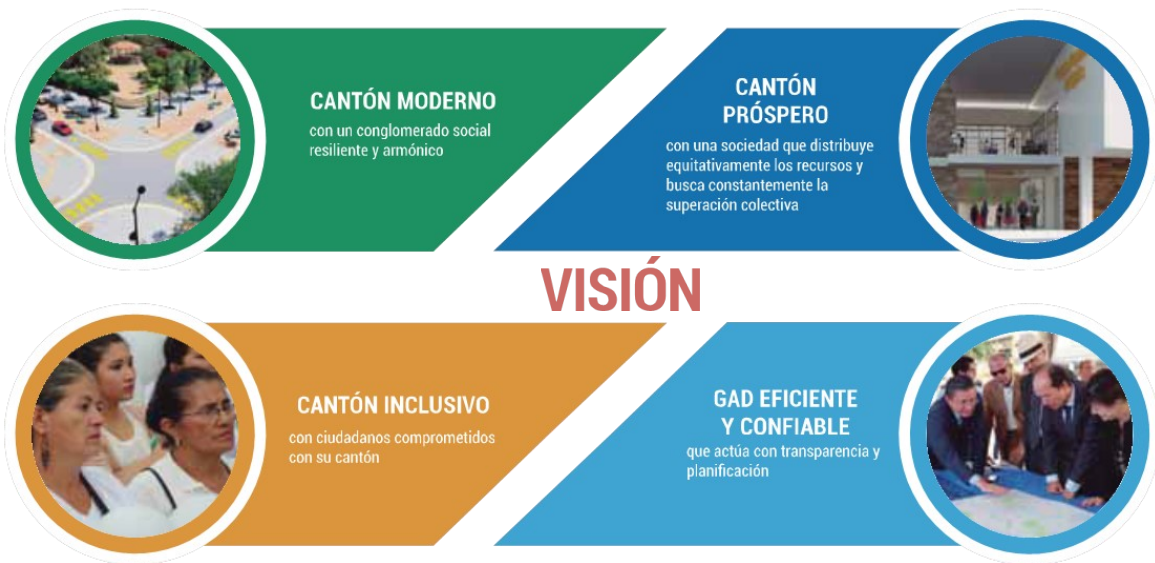 CANTÓN MODERNO
con un conglomerado social
resiliente y armónico
CANTÓN
PRÓSPERO
con una sociedad que distribuye
equitativamente los recursos y
busca constantemente la
superación colectiva
VISIÓN
CANTÓN INCLUSIVO
con ciudadanos comprometidos
con su cantón
GAD EFICIENTE
Y CONFIABLE
que actúa con transparencia y
planificación